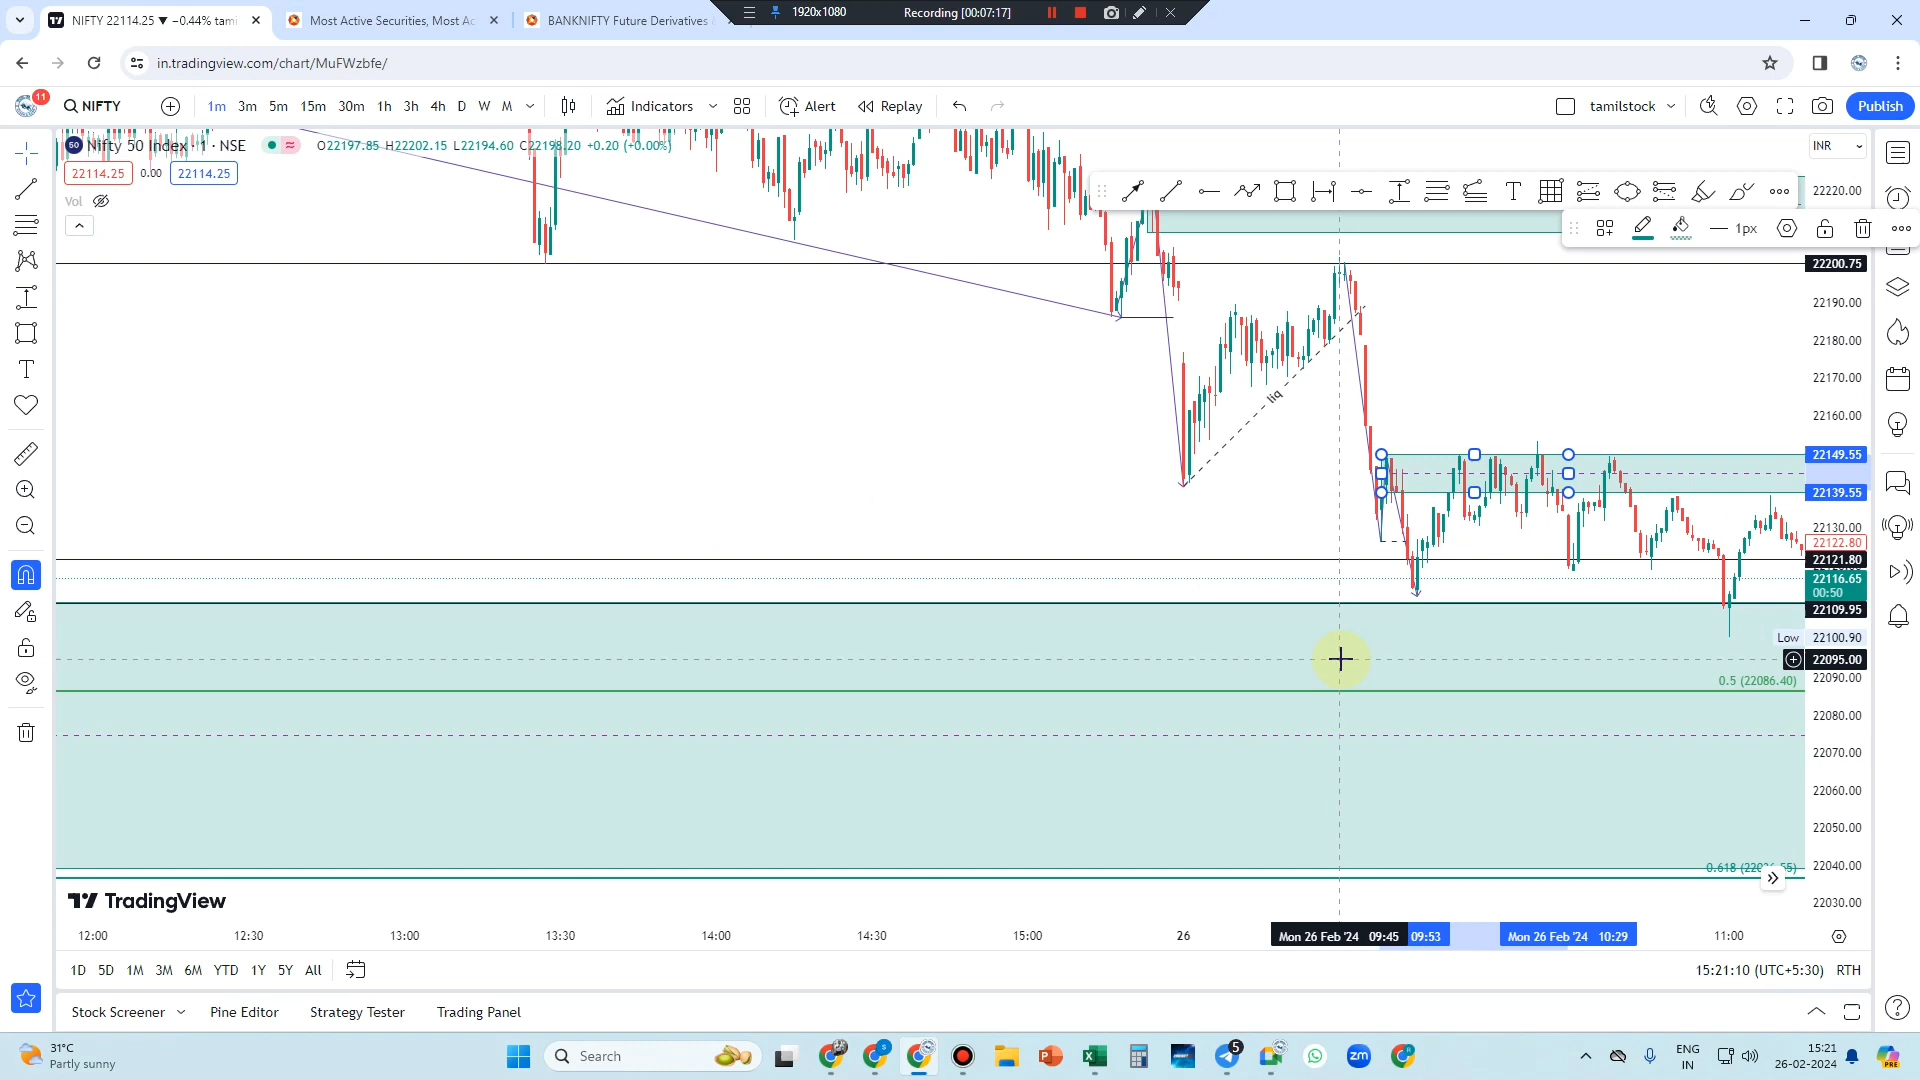 NIFTY 22114.25 ▼ −0.44% tami
Most Active Securities, Most Ac
BANKNIFTY Future Derivatives
1920x1080
Recording [00:07:17]
in.tradingview.com/chart/MuFWzbfe/
11
NIFTY
1m 3m 5m 15m 30m 1h 3h 4h D W M
Indicators
Alert
Replay
tamilstock
Publish
50
Nifty 50 Index · 1 · NSE
O22197.85 H22202.15 L22194.60 C22198.20 +0.20 (+0.00%)
INR
22114.25 0.00 22114.25
Vol
1px
liq
22220.00
22200.75
22190.00
22180.00
22170.00
22160.00
22149.55
22139.55
22130.00
22122.80
22121.80
22116.65
00:50
22109.95
Low 22100.90
22095.00
0.5 (22086.40)
22090.00
22080.00
22070.00
22060.00
22050.00
22040.00
22030.00
TradingView
12:00 12:30 13:00 13:30 14:00 14:30 15:00 26 Mon 26 Feb '24 09:45 09:53 Mon 26 Feb '24 10:29 11:00
1D 5D 1M 3M 6M YTD 1Y 5Y All
15:21:10 (UTC+5:30) RTH
Stock Screener Pine Editor Strategy Tester Trading Panel
31°C
Partly sunny
Search
5
zm
ENG
IN
15:21
26-02-2024
PRE